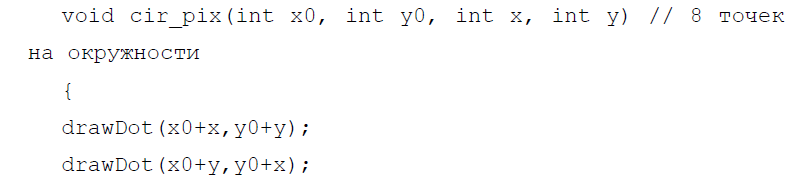 void cir_pix(int x0, int y0, int x, int y) // 8 точек
на окружности
{
drawDot(x0+x,y0+y);
drawDot(x0+y,y0+x);